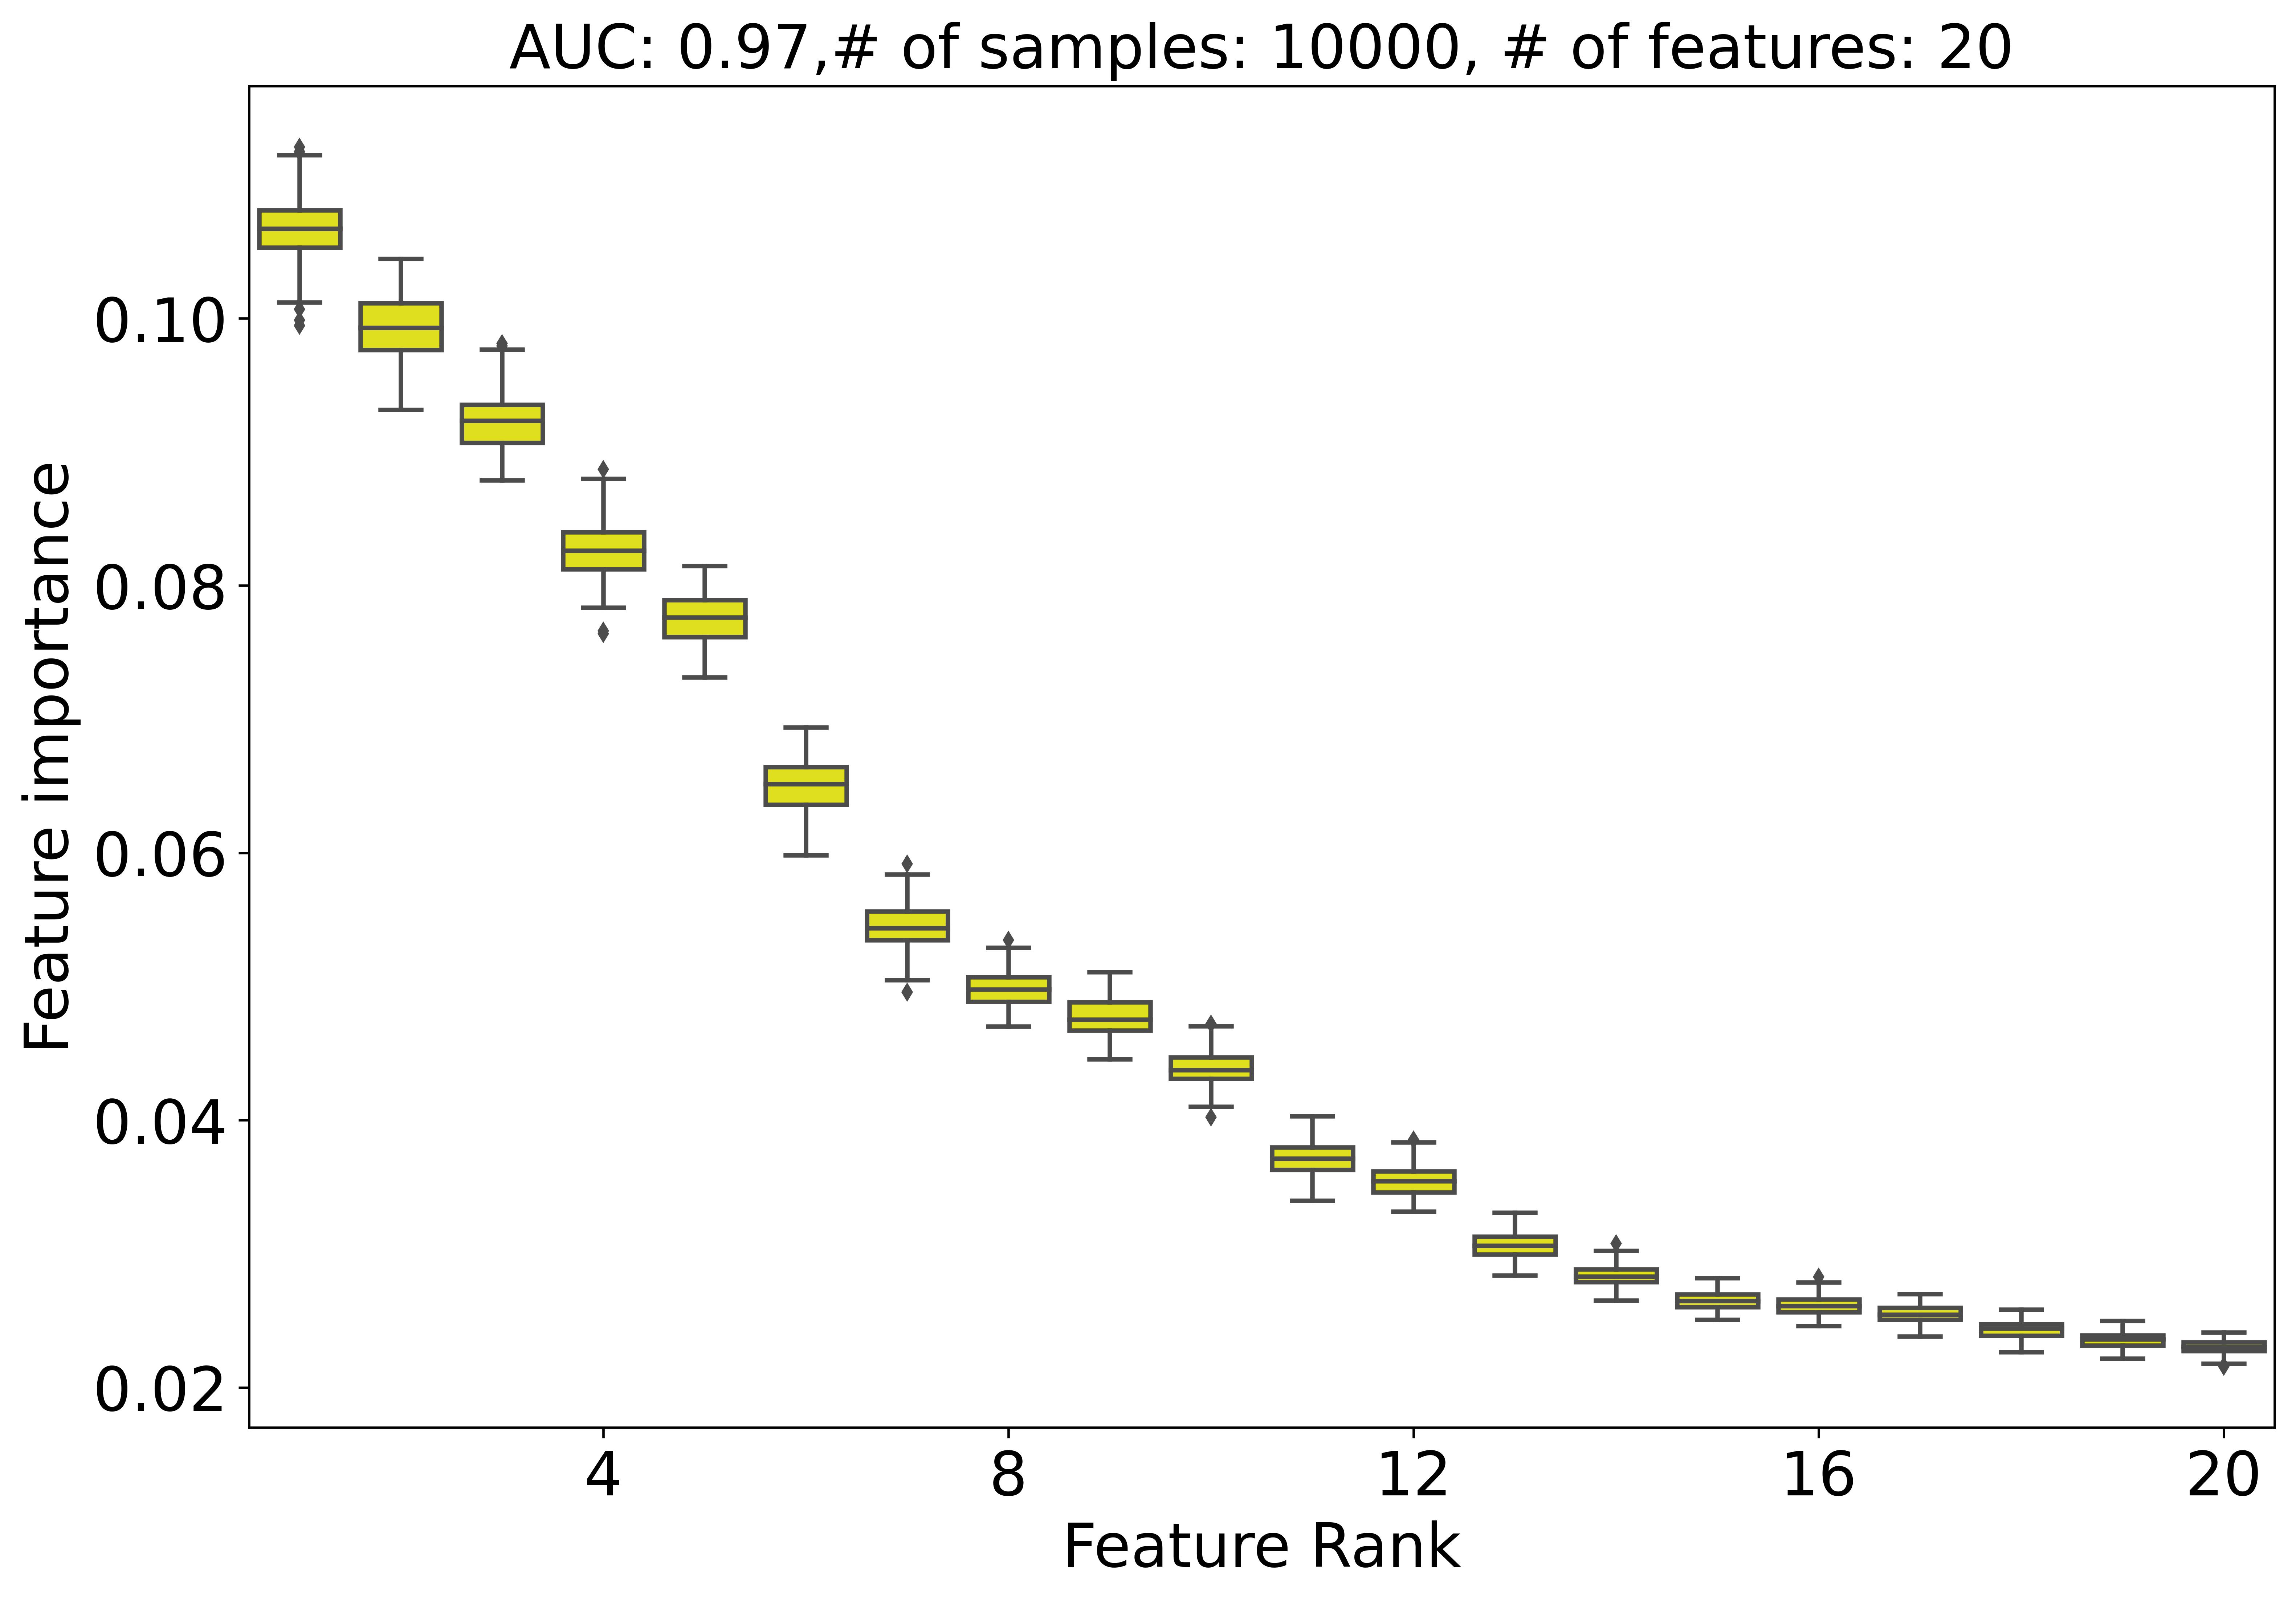 AUC: 0.97,# of samples: 10000, # of features: 20
Feature importance
0.10
0.08
0.06
0.04
0.02
4 8 12 16 20
Feature Rank